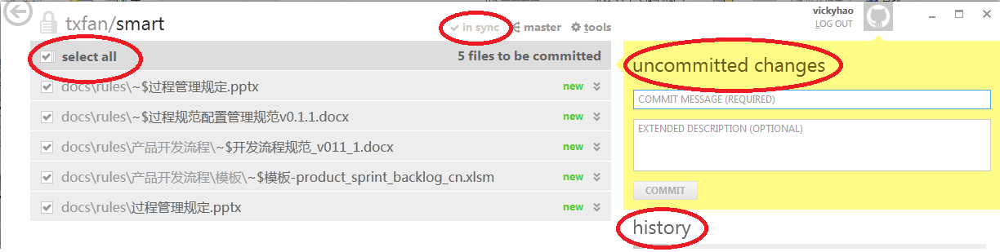 txfan/smart
in sync
master
tools
vickyhao
LOG OUT
select all
5 files to be committed
docs\rules\~$过程管理规定.pptx
new
docs\rules\~$过程规范配置管理规范v0.1.1.docx
new
docs\rules\产品开发流程\~$开发流程规范_v011_1.docx
new
docs\rules\产品开发流程\模板\~$模板-product_sprint_backlog_cn.xlsm
new
docs\rules\过程管理规定.pptx
new
uncommitted changes
COMMIT MESSAGE (REQUIRED)
EXTENDED DESCRIPTION (OPTIONAL)
COMMIT
history